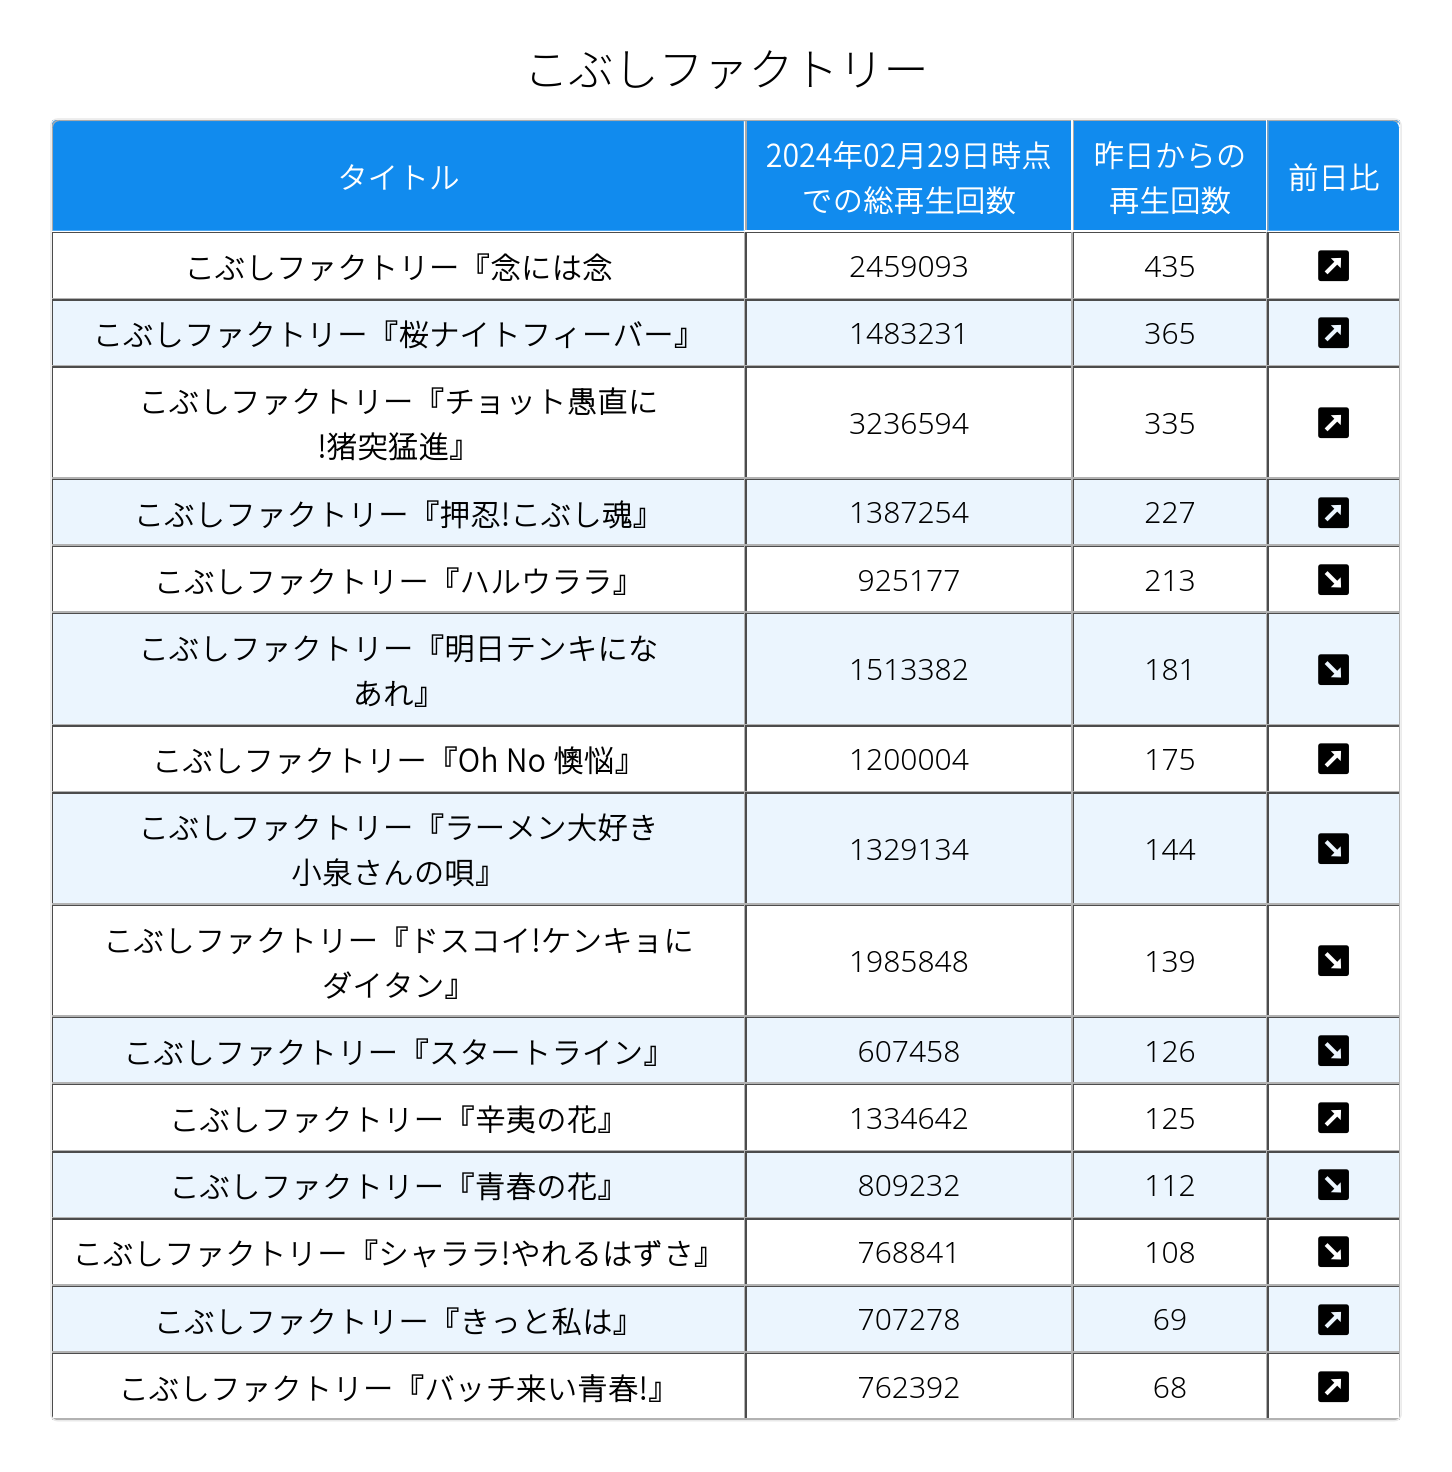 こぶしファクトリー
タイトル
2024年02月29日時点
での総再生回数
昨日からの
再生回数
前日比
こぶしファクトリー『念には念 2459093 435
こぶしファクトリー『桜ナイトフィーバー』 1483231 365
こぶしファクトリー『チョット愚直に
!猪突猛進』
3236594 335
こぶしファクトリー『押忍!こぶし魂』 1387254 227
こぶしファクトリー『ハルウララ』 925177 213
こぶしファクトリー『明日テンキにな
あれ』
1513382 181
こぶしファクトリー『Oh No 懊悩』 1200004 175
こぶしファクトリー『ラーメン大好き
小泉さんの唄』
1329134 144
こぶしファクトリー『ドスコイ!ケンキョに
ダイタン』
1985848 139
こぶしファクトリー『スタートライン』 607458 126
こぶしファクトリー『辛夷の花』 1334642 125
こぶしファクトリー『青春の花』 809232 112
こぶしファクトリー『シャララ!やれるはずさ』 768841 108
こぶしファクトリー『きっと私は』 707278 69
こぶしファクトリー『バッチ来い青春!』 762392 68